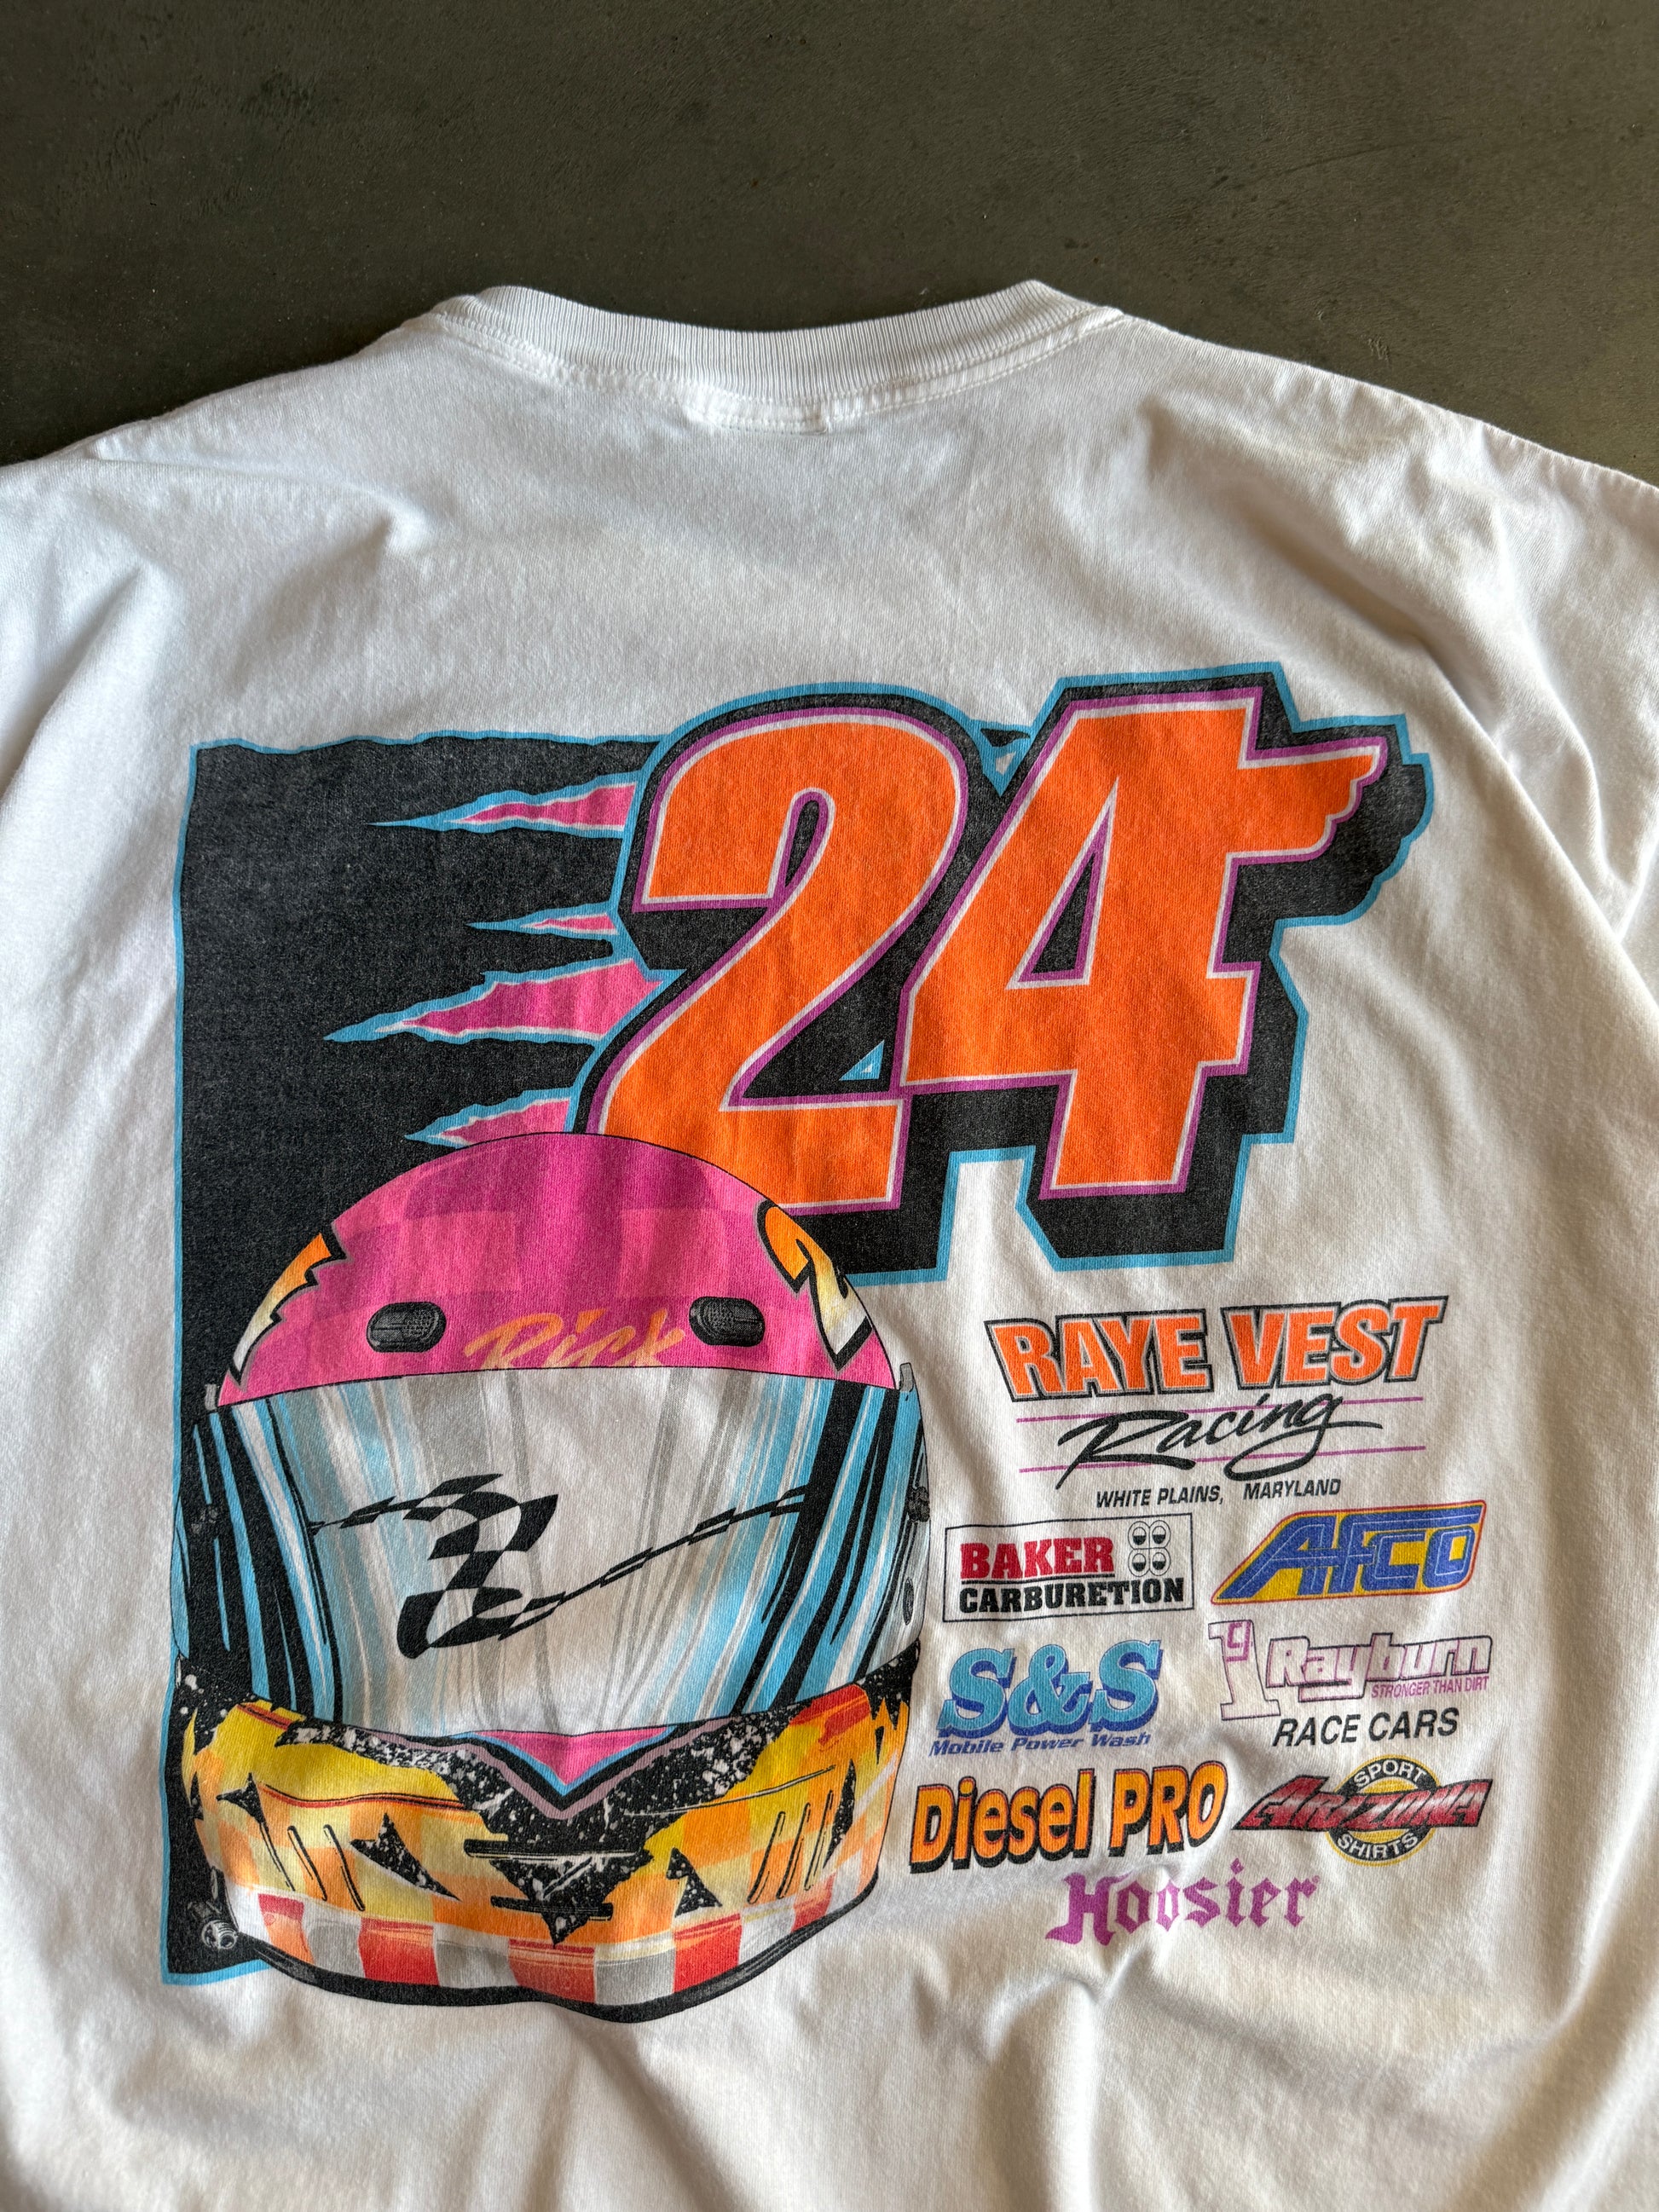 24
2
Rick
RAYE VEST
Racing
WHITE PLAINS, MARYLAND
BAKER
CARBURETION
AFCO
S&S
Mobile Power Wash
Rayburn
STRONGER THAN DIRT
RACE CARS
Diesel PRO
SPORT
ARIZONA
SHIRTS
Hoosier